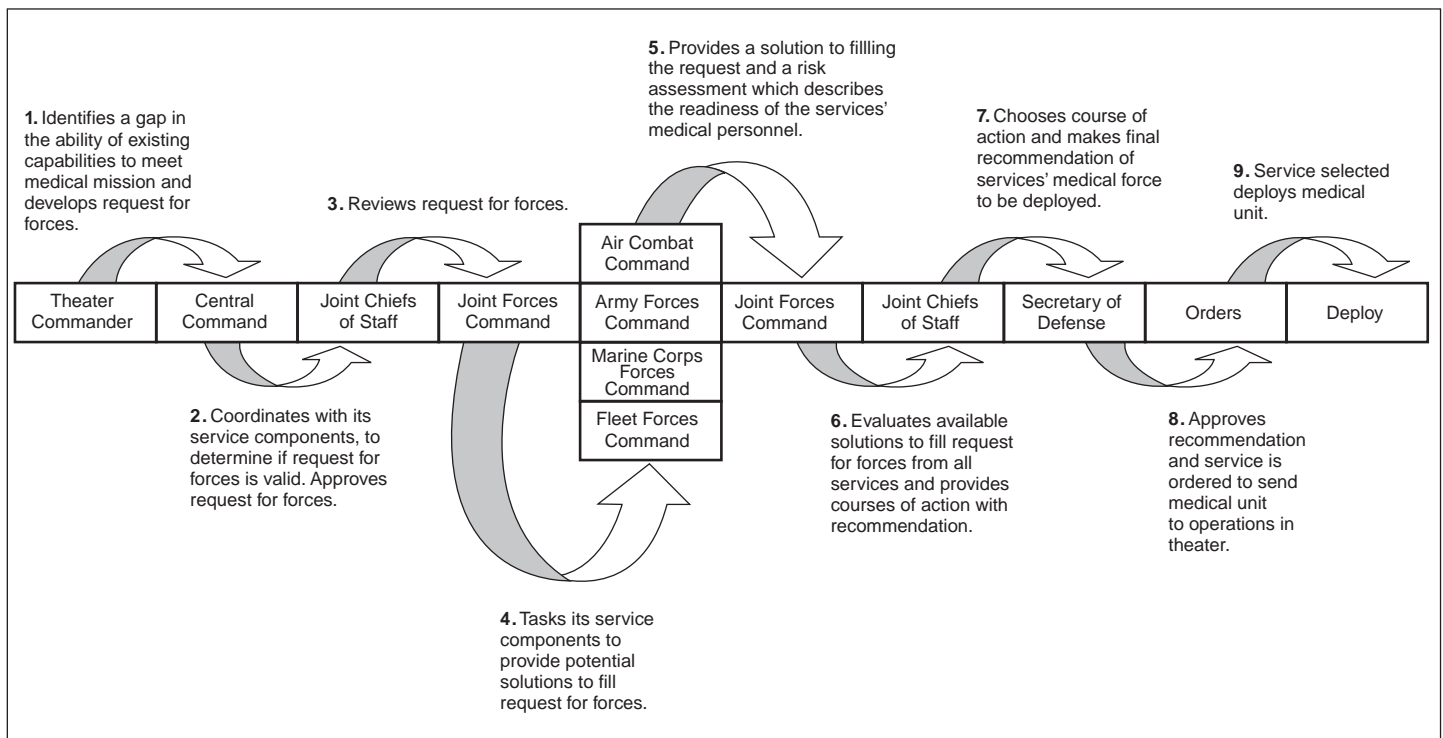 1. Identifies a gap in
the ability of existing
capabilities to meet
medical mission and
develops request for
forces.
3. Reviews request for forces.
5. Provides a solution to fillling
the request and a risk
assessment which describes
the readiness of the services'
medical personnel.
7. Chooses course of
action and makes final
recommendation of
services' medical force
to be deployed.
9. Service selected
deploys medical
unit.
Theater
Commander
Central
Command
Joint Chiefs
of Staff
Joint Forces
Command
Air Combat
Command
Army Forces
Command
Marine Corps
Forces
Command
Fleet Forces
Command
Joint Forces
Command
Joint Chiefs
of Staff
Secretary of
Defense
Orders
Deploy
2. Coordinates with its
service components, to
determine if request for
forces is valid. Approves
request for forces.
4. Tasks its service
components to
provide potential
solutions to fill
request for forces.
6. Evaluates available
solutions to fill request
for forces from all
services and provides
courses of action with
recommendation.
8. Approves
recommendation
and service is
ordered to send
medical unit
to operations in
theater.